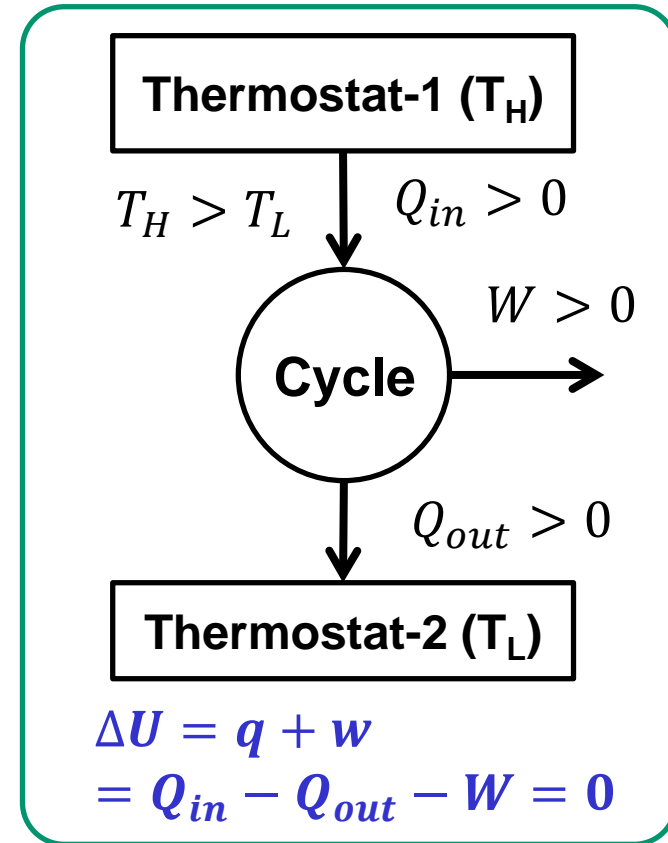 Thermostat-1 (T_H)
T_H > T_L
Q_in > 0
W > 0
Cycle
Q_out > 0
Thermostat-2 (T_L)
ΔU = q + w
= Q_in − Q_out − W = 0